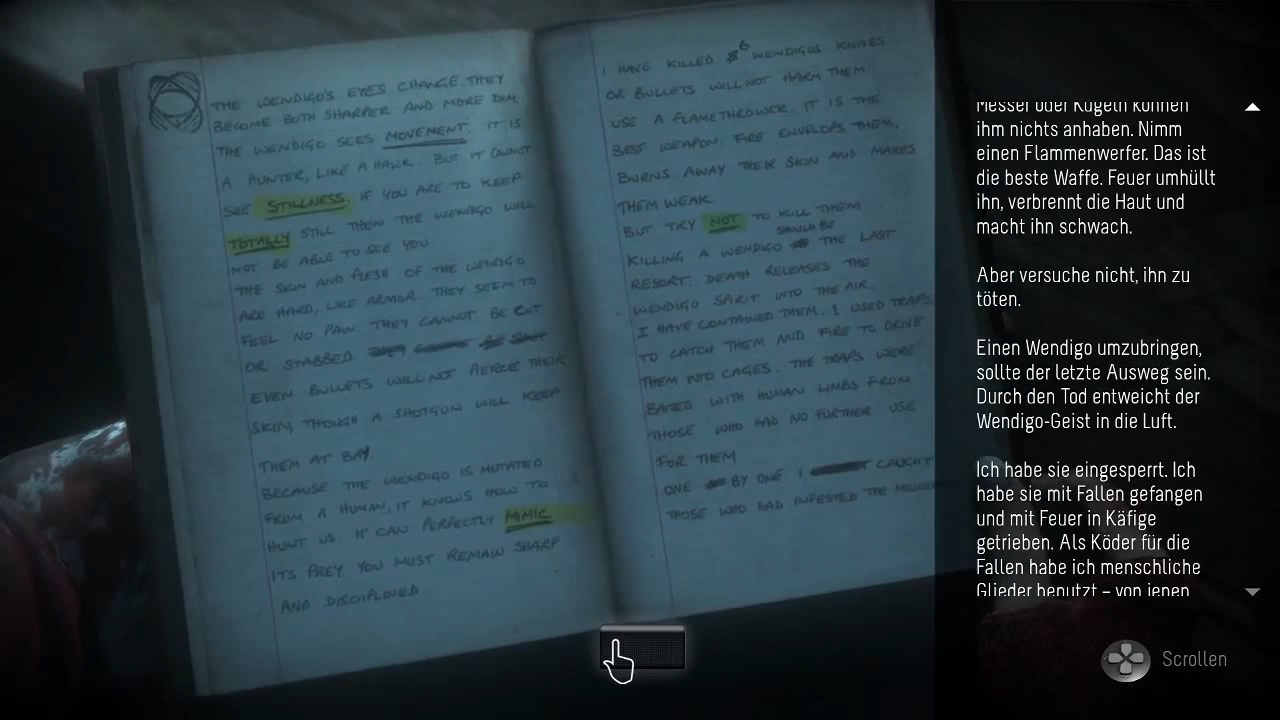 THE WENDIGO'S EYES CHANGE. THEY
BECOME BOTH SHARPER AND MORE DIM.
THE WENDIGO SEES MOVEMENT. IT IS
A HUNTER, LIKE A HAWK. BUT IT CANNOT
SEE STILLNESS. IF YOU ARE TO KEEP
TOTALLY STILL THEN THE WENDIGO WILL
NOT BE ABLE TO SEE YOU.
THE SKIN AND FLESH OF THE WENDIGO
ARE HARD, LIKE ARMOR. THEY SEEM TO
FEEL NO PAIN. THEY CANNOT BE CUT
OR STABBED.
EVEN BULLETS WILL NOT PIERCE THEIR
SKIN, THOUGH A SHOTGUN WILL KEEP
THEM AT BAY.
BECAUSE THE WENDIGO IS MUTATED
FROM A HUMAN, IT KNOWS HOW TO
HUNT US. IT CAN PERFECTLY MIMIC
ITS PREY. YOU MUST REMAIN SHARP
AND DISCIPLINED
I HAVE KILLED 6 WENDIGOS KNIVES
OR BULLETS WILL NOT HARM THEM.
USE A FLAMETHROWER. IT IS THE
BEST WEAPON. FIRE ENVELOPS THEM,
BURNS AWAY THEIR SKIN AND MAKES
THEM WEAK.
BUT TRY NOT TO KILL THEM
KILLING A WENDIGO SHOULD BE THE LAST
RESORT. DEATH RELEASES THE
WENDIGO SPIRIT INTO THE AIR.
I HAVE CONTAINED THEM. I USED TRAPS
TO CATCH THEM AND FIRE TO DRIVE
THEM INTO CAGES. THE TRAPS WERE
BAITED WITH HUMAN LIMBS FROM
THOSE WHO HAD NO FURTHER USE
FOR THEM
ONE BY ONE I CAUGHT
THOSE WHO HAD INFESTED THE
Messer oder Kugeln können
ihm nichts anhaben. Nimm
einen Flammenwerfer. Das ist
die beste Waffe. Feuer umhüllt
ihn, verbrennt die Haut und
macht ihn schwach.
Aber versuche nicht, ihn zu
töten.
Einen Wendigo umzubringen,
sollte der letzte Ausweg sein.
Durch den Tod entweicht der
Wendigo-Geist in die Luft.
Ich habe sie eingesperrt. Ich
habe sie mit Fallen gefangen
und mit Feuer in Käfige
getrieben. Als Köder für die
Fallen habe ich menschliche
Glieder benutzt – von jenen
Scrollen